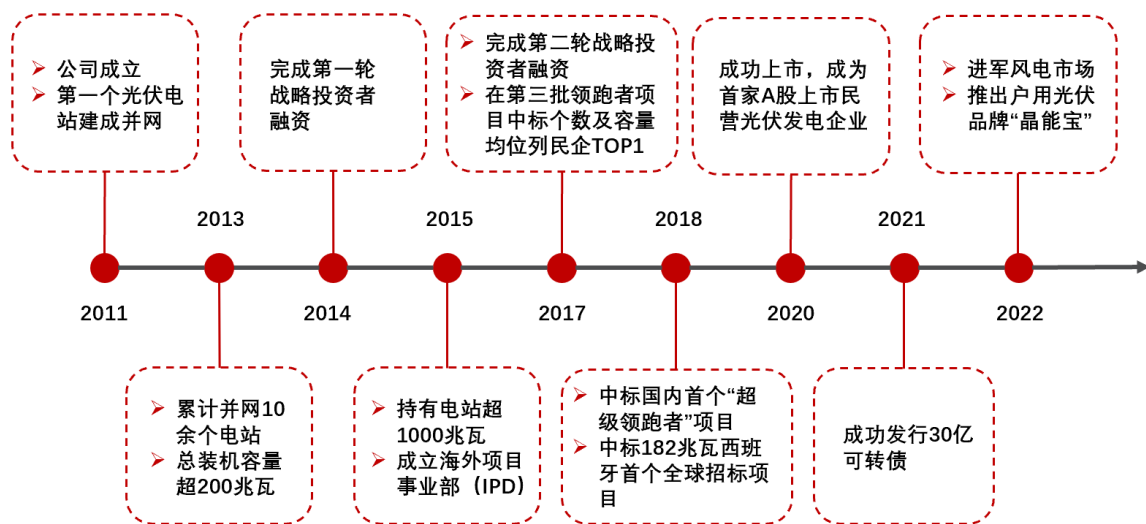 公司成立
第一个光伏电
站建成并网
完成第一轮
战略投资者
融资
完成第二轮战略投
资者融资
在第三批领跑者项
目中标个数及容量
均位列民企TOP1
成功上市，成为
首家A股上市民
营光伏发电企业
进军风电市场
推出户用光伏
品牌“晶能宝”
2013
2015
2018
2021
2011
2014
2017
2020
2022
累计并网10
余个电站
总装机容量
超200兆瓦
持有电站超
1000兆瓦
成立海外项目
事业部（IPD）
中标国内首个“超
级领跑者”项目
中标182兆瓦西班
牙首个全球招标项
目
成功发行30亿
可转债